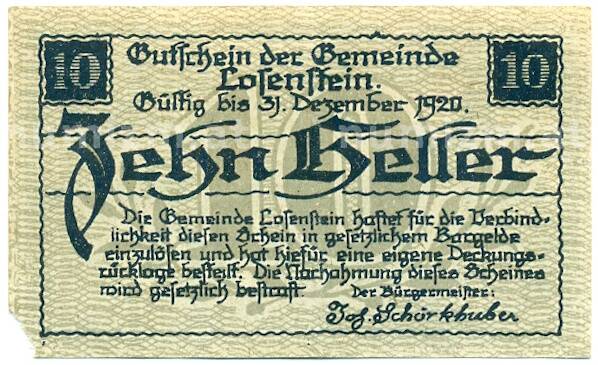 10 Gutschein der Gemeinde 10
Losenstein.
Gültig bis 31. Dezember 1920.
Zehn Heller
Die Gemeinde Losenstein haftet für die Verbind-
lichkeit diesen Schein in gesetzlichem Bargelde
einzulösen und hat hiefür eine eigene Deckungs-
rücklage bestellt. Die Nachahmung dieses Scheines
wird gesetzlich bestraft. Der Bürgermeister:
Jos. Schörkhuber